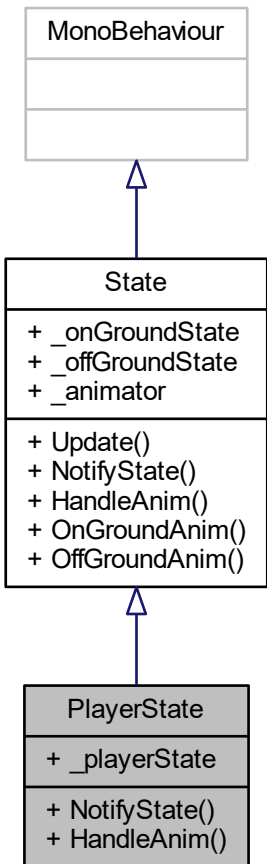 MonoBehaviour
State
+ _onGroundState
+ _offGroundState
+ _animator
+ Update()
+ NotifyState()
+ HandleAnim()
+ OnGroundAnim()
+ OffGroundAnim()
PlayerState
+ _playerState
+ NotifyState()
+ HandleAnim()